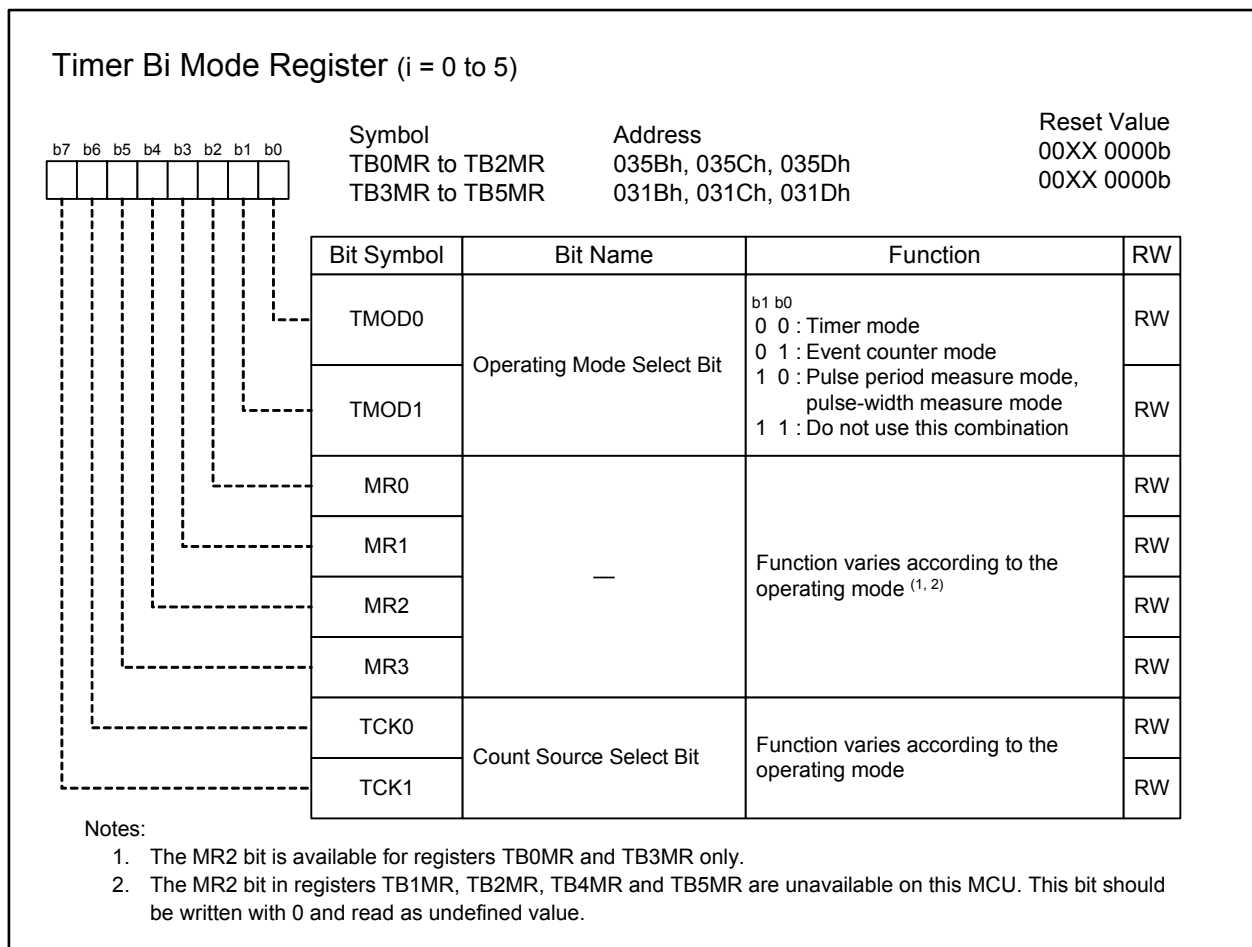 Timer Bi Mode Register (i = 0 to 5)
b7 b6 b5 b4 b3 b2 b1 b0
Symbol Address Reset Value
TB0MR to TB2MR 035Bh, 035Ch, 035Dh 00XX 0000b
TB3MR to TB5MR 031Bh, 031Ch, 031Dh 00XX 0000b
Bit Symbol Bit Name Function RW
TMOD0 RW
TMOD1 RW
Operating Mode Select Bit
b1 b0
0 0 : Timer mode
0 1 : Event counter mode
1 0 : Pulse period measure mode,
pulse-width measure mode
1 1 : Do not use this combination
MR0 RW
MR1 RW
MR2 RW
MR3 RW
—
Function varies according to the
operating mode (1, 2)
TCK0 RW
TCK1 RW
Count Source Select Bit
Function varies according to the
operating mode
Notes:
1. The MR2 bit is available for registers TB0MR and TB3MR only.
2. The MR2 bit in registers TB1MR, TB2MR, TB4MR and TB5MR are unavailable on this MCU. This bit should
be written with 0 and read as undefined value.